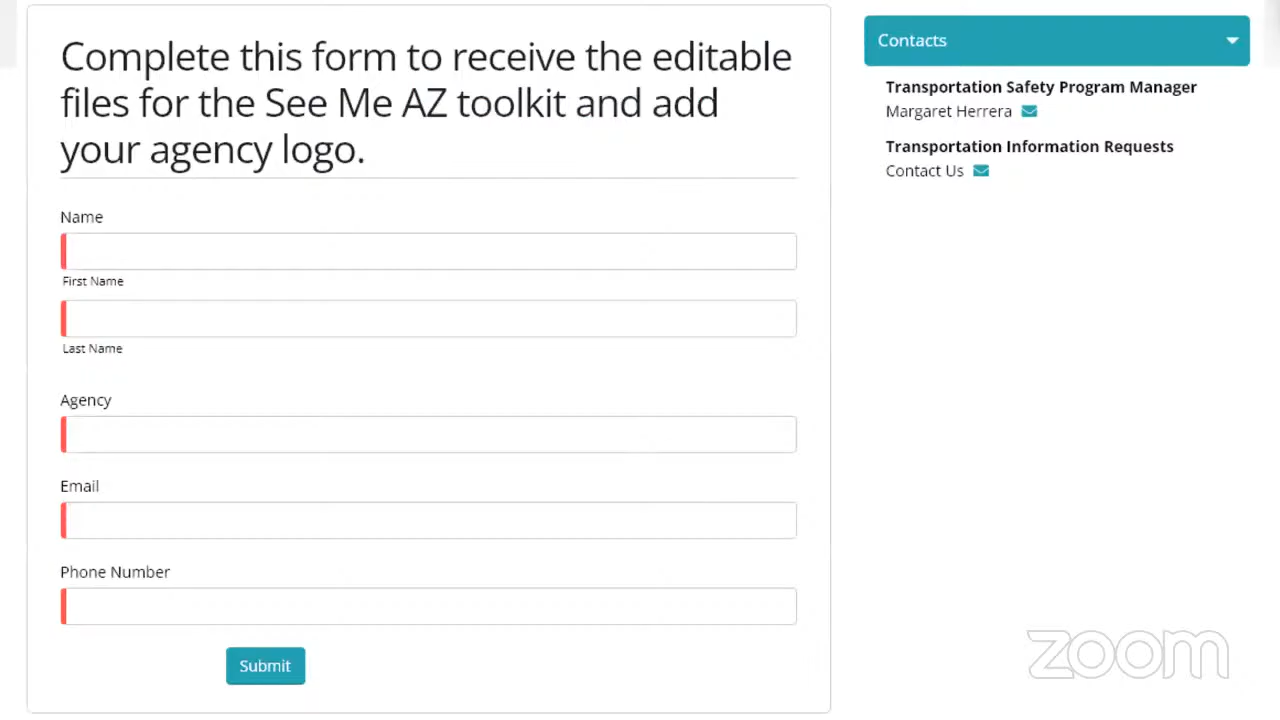 Complete this form to receive the editable
files for the See Me AZ toolkit and add
your agency logo.
Name
First Name
Last Name
Agency
Email
Phone Number
Submit
Contacts
Transportation Safety Program Manager
Margaret Herrera
Transportation Information Requests
Contact Us
zoom